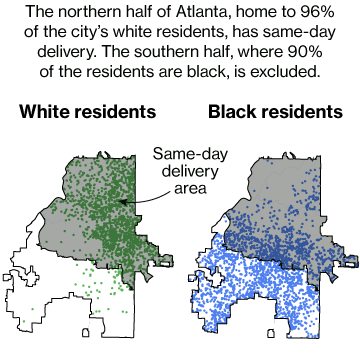 The northern half of Atlanta, home to 96%
of the city’s white residents, has same-day
delivery. The southern half, where 90%
of the residents are black, is excluded.
White residents
Black residents
Same-day
delivery
area